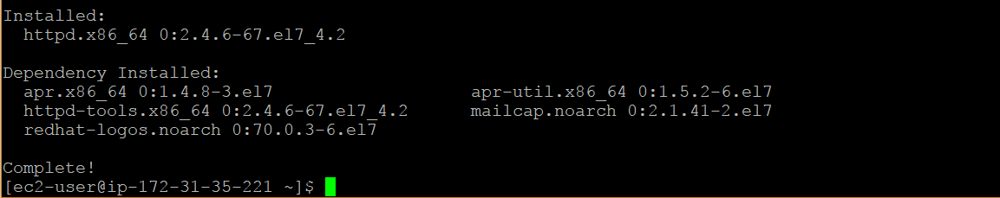 Installed:
httpd.x86_64 0:2.4.6-67.el7_4.2
Dependency Installed:
apr.x86_64 0:1.4.8-3.el7 apr-util.x86_64 0:1.5.2-6.el7
httpd-tools.x86_64 0:2.4.6-67.el7_4.2 mailcap.noarch 0:2.1.41-2.el7
redhat-logos.noarch 0:70.0.3-6.el7
Complete!
[ec2-user@ip-172-31-35-221 ~]$